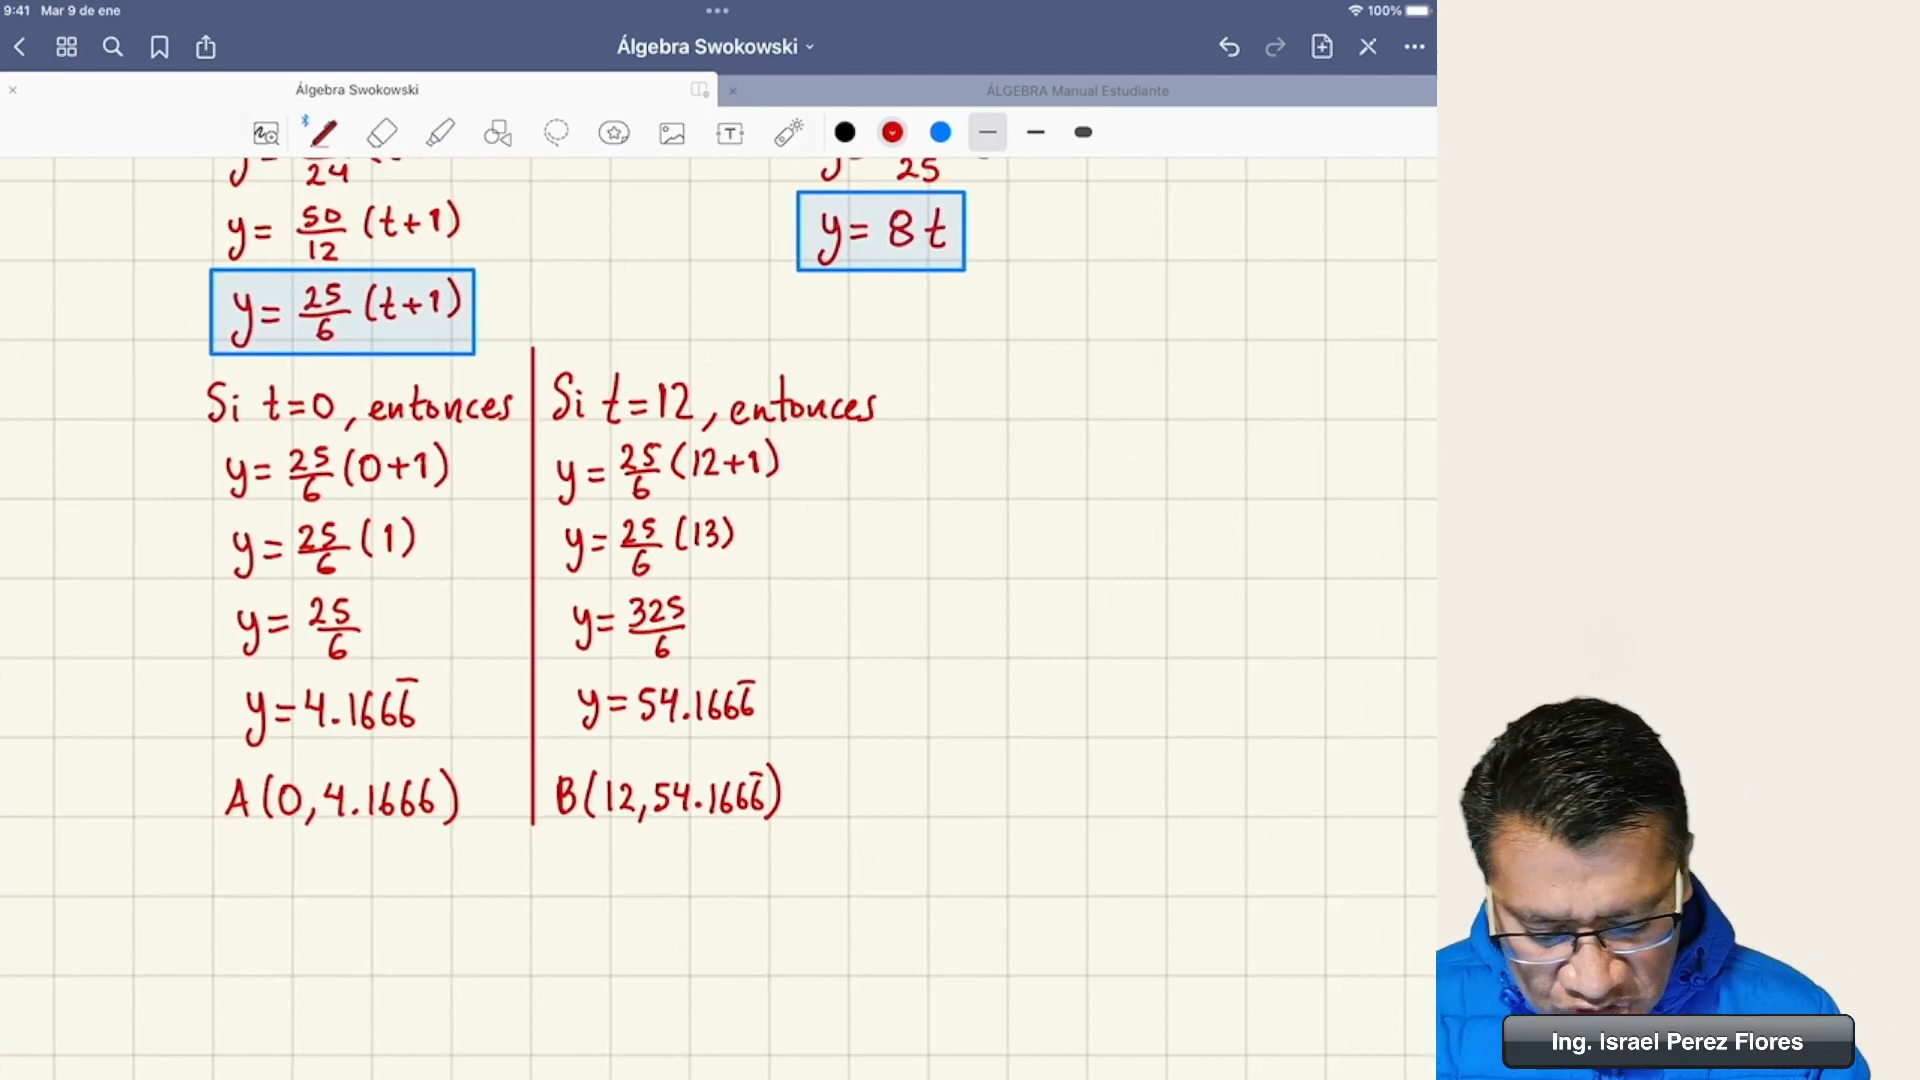 9:41 Mar 9 de ene
100%
Álgebra Swokowski
Álgebra Swokowski
ÁLGEBRA Manual Estudiante
24
y = 50/12 (t+1)
y = 25/6 (t+1)
25
y = 8t
Si t=0, entonces
y = 25/6 (0+1)
y = 25/6 (1)
y = 25/6
y = 4.1666̅
A(0, 4.1666)
Si t=12, entonces
y = 25/6 (12+1)
y = 25/6 (13)
y = 325/6
y = 54.1666̅
B(12, 54.1666̅)
Ing. Israel Perez Flores